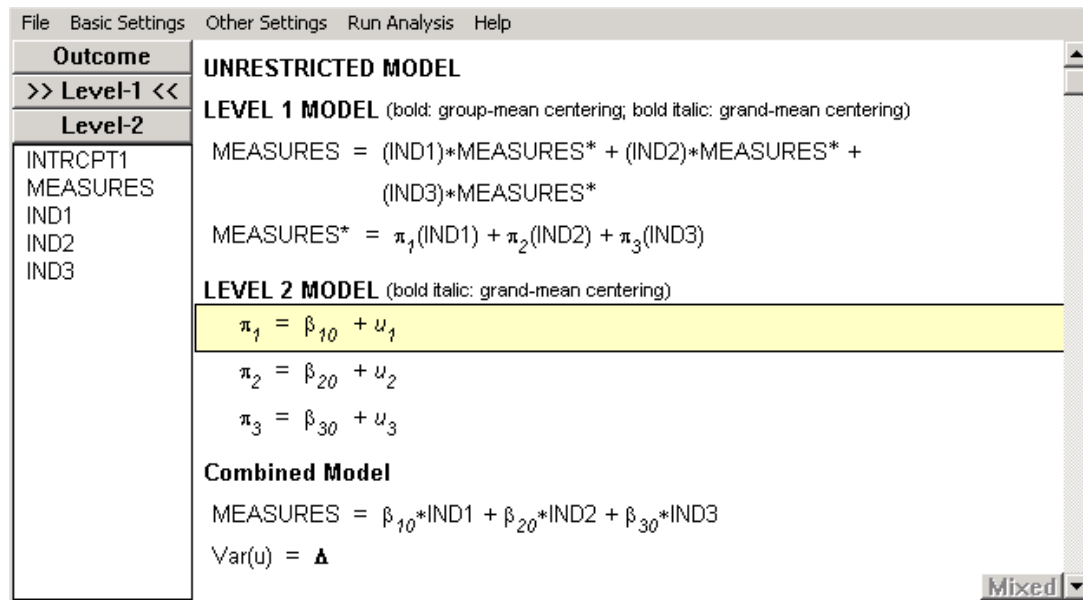 File Basic Settings Other Settings Run Analysis Help
Outcome
>> Level-1 <<
Level-2
INTRCPT1
MEASURES
IND1
IND2
IND3
UNRESTRICTED MODEL
LEVEL 1 MODEL (bold: group-mean centering; bold italic: grand-mean centering)
MEASURES = (IND1)*MEASURES* + (IND2)*MEASURES* +
(IND3)*MEASURES*
MEASURES* = π1(IND1) + π2(IND2) + π3(IND3)
LEVEL 2 MODEL (bold italic: grand-mean centering)
π1 = β10 + u1
π2 = β20 + u2
π3 = β30 + u3
Combined Model
MEASURES = β10*IND1 + β20*IND2 + β30*IND3
Var(u) = Δ
Mixed